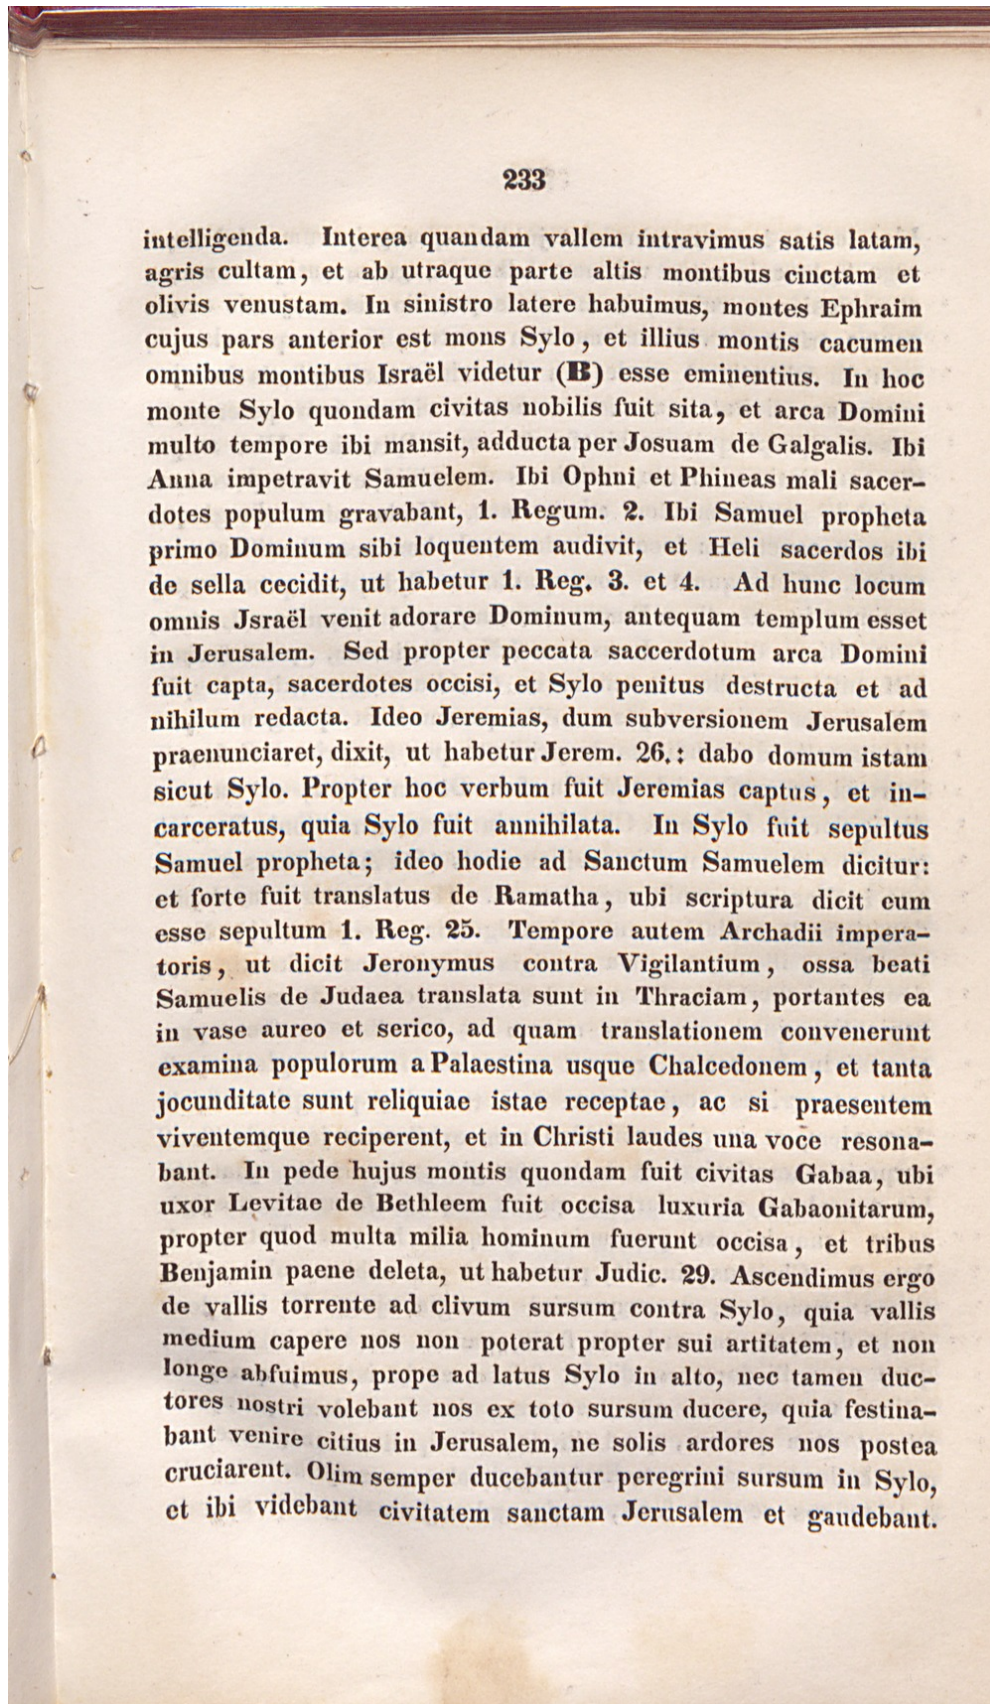 233
intelligenda. Interea quandam vallem intravimus satis latam,
agris cultam, et ab utraque parte altis montibus cinctam et
olivis venustam. In sinistro latere habuimus, montes Ephraim
cujus pars anterior est mons Sylo, et illius montis cacumen
omnibus montibus Israël videtur (B) esse eminentius. In hoc
monte Sylo quondam civitas nobilis fuit sita, et arca Domini
multo tempore ibi mansit, adducta per Josuam de Galgalis. Ibi
Anna impetravit Samuelem. Ibi Ophni et Phineas mali sacer-
dotes populum gravabant, 1. Regum. 2. Ibi Samuel propheta
primo Dominum sibi loquentem audivit, et Heli sacerdos ibi
de sella cecidit, ut habetur 1. Reg. 3. et 4. Ad hunc locum
omnis Jsraël venit adorare Dominum, antequam templum esset
in Jerusalem. Sed propter peccata saccerdotum arca Domini
fuit capta, sacerdotes occisi, et Sylo penitus destructa et ad
nihilum redacta. Ideo Jeremias, dum subversionem Jerusalem
praenunciaret, dixit, ut habetur Jerem. 26.: dabo domum istam
sicut Sylo. Propter hoc verbum fuit Jeremias captus, et in-
carceratus, quia Sylo fuit annihilata. In Sylo fuit sepultus
Samuel propheta; ideo hodie ad Sanctum Samuelem dicitur:
et forte fuit translatus de Ramatha, ubi scriptura dicit eum
esse sepultum 1. Reg. 25. Tempore autem Archadii impera-
toris, ut dicit Jeronymus contra Vigilantium, ossa beati
Samuelis de Judaea translata sunt in Thraciam, portantes ea
in vase aureo et serico, ad quam translationem convenerunt
examina populorum a Palaestina usque Chalcedonem, et tanta
jocunditate sunt reliquiae istae receptae, ac si praesentem
viventemque reciperent, et in Christi laudes una voce resona-
bant. In pede hujus montis quondam fuit civitas Gabaa, ubi
uxor Levitae de Bethleem fuit occisa luxuria Gabaonitarum,
propter quod multa milia hominum fuerunt occisa, et tribus
Benjamin paene deleta, ut habetur Judic. 29. Ascendimus ergo
de vallis torrente ad clivum sursum contra Sylo, quia vallis
medium capere nos non poterat propter sui artitatem, et non
longe abfuimus, prope ad latus Sylo in alto, nec tamen duc-
tores nostri volebant nos ex toto sursum ducere, quia festina-
bant venire citius in Jerusalem, ne solis ardores nos postea
cruciarent. Olim semper ducebantur peregrini sursum in Sylo,
et ibi videbant civitatem sanctam Jerusalem et gaudebant.